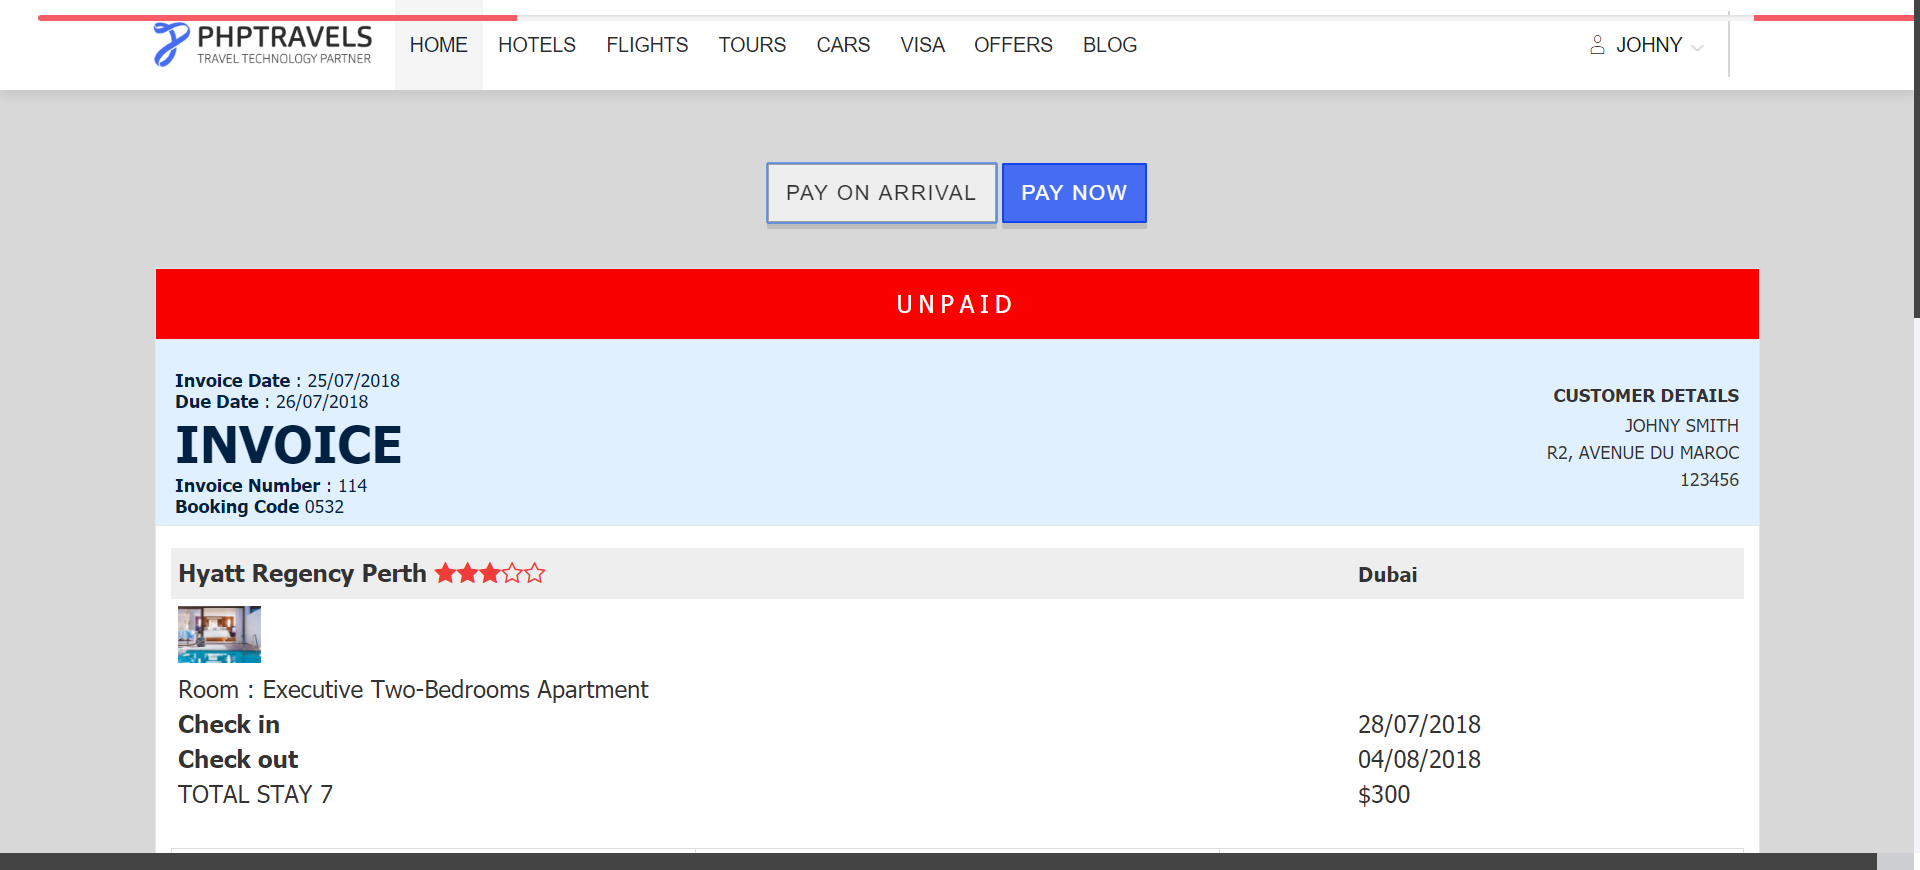 PHPTRAVELS
TRAVEL TECHNOLOGY PARTNER
HOME HOTELS FLIGHTS TOURS CARS VISA OFFERS BLOG JOHNY
PAY ON ARRIVAL PAY NOW
UNPAID
Invoice Date : 25/07/2018
Due Date : 26/07/2018
INVOICE
Invoice Number : 114
Booking Code 0532
CUSTOMER DETAILS
JOHNY SMITH
R2, AVENUE DU MAROC
123456
Hyatt Regency Perth Dubai
Room : Executive Two-Bedrooms Apartment
Check in 28/07/2018
Check out 04/08/2018
TOTAL STAY 7 $300